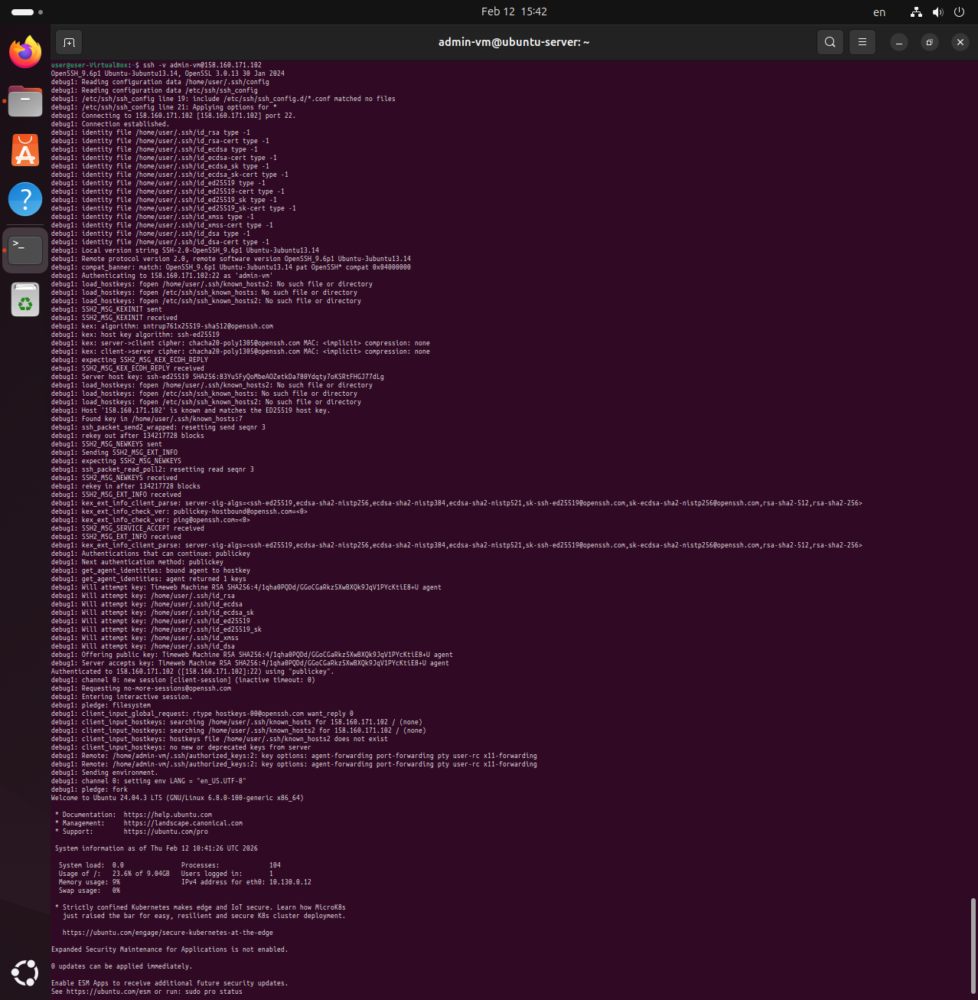 Feb 12 15:42
en
admin-vm@ubuntu-server: ~
user@user-VirtualBox:~$ ssh -v admin-vm@158.160.171.102
OpenSSH_9.6p1 Ubuntu-3ubuntu13.14, OpenSSL 3.0.13 30 Jan 2024
debug1: Reading configuration data /home/user/.ssh/config
debug1: Reading configuration data /etc/ssh/ssh_config
debug1: /etc/ssh/ssh_config line 19: include /etc/ssh/ssh_config.d/*.conf matched no files
debug1: /etc/ssh/ssh_config line 21: Applying options for *
debug1: Connecting to 158.160.171.102 [158.160.171.102] port 22.
debug1: Connection established.
debug1: identity file /home/user/.ssh/id_rsa type -1
debug1: identity file /home/user/.ssh/id_rsa-cert type -1
debug1: identity file /home/user/.ssh/id_ecdsa type -1
debug1: identity file /home/user/.ssh/id_ecdsa-cert type -1
debug1: identity file /home/user/.ssh/id_ecdsa_sk type -1
debug1: identity file /home/user/.ssh/id_ecdsa_sk-cert type -1
debug1: identity file /home/user/.ssh/id_ed25519 type -1
debug1: identity file /home/user/.ssh/id_ed25519-cert type -1
debug1: identity file /home/user/.ssh/id_ed25519_sk type -1
debug1: identity file /home/user/.ssh/id_ed25519_sk-cert type -1
debug1: identity file /home/user/.ssh/id_xmss type -1
debug1: identity file /home/user/.ssh/id_xmss-cert type -1
debug1: identity file /home/user/.ssh/id_dsa type -1
debug1: identity file /home/user/.ssh/id_dsa-cert type -1
debug1: Local version string SSH-2.0-OpenSSH_9.6p1 Ubuntu-3ubuntu13.14
debug1: Remote protocol version 2.0, remote software version OpenSSH_9.6p1 Ubuntu-3ubuntu13.14
debug1: compat_banner: match: OpenSSH_9.6p1 Ubuntu-3ubuntu13.14 pat OpenSSH* compat 0x04000000
debug1: Authenticating to 158.160.171.102:22 as 'admin-vm'
debug1: load_hostkeys: fopen /home/user/.ssh/known_hosts2: No such file or directory
debug1: load_hostkeys: fopen /etc/ssh/ssh_known_hosts: No such file or directory
debug1: load_hostkeys: fopen /etc/ssh/ssh_known_hosts2: No such file or directory
debug1: SSH2_MSG_KEXINIT sent
debug1: SSH2_MSG_KEXINIT received
debug1: kex: algorithm: sntrup761x25519-sha512@openssh.com
debug1: kex: host key algorithm: ssh-ed25519
debug1: kex: server->client cipher: chacha20-poly1305@openssh.com MAC: <implicit> compression: none
debug1: kex: client->server cipher: chacha20-poly1305@openssh.com MAC: <implicit> compression: none
debug1: expecting SSH2_MSG_KEX_ECDH_REPLY
debug1: SSH2_MSG_KEX_ECDH_REPLY received
debug1: Server host key: ssh-ed25519 SHA256:83YuSFyQoMbeAOZetkDa780Ydqty7oKSRtFHGJ77dLg
debug1: load_hostkeys: fopen /home/user/.ssh/known_hosts2: No such file or directory
debug1: load_hostkeys: fopen /etc/ssh/ssh_known_hosts: No such file or directory
debug1: load_hostkeys: fopen /etc/ssh/ssh_known_hosts2: No such file or directory
debug1: Host '158.160.171.102' is known and matches the ED25519 host key.
debug1: Found key in /home/user/.ssh/known_hosts:7
debug1: ssh_packet_send2_wrapped: resetting send seqnr 3
debug1: rekey out after 134217728 blocks
debug1: SSH2_MSG_NEWKEYS sent
debug1: Sending SSH2_MSG_EXT_INFO
debug1: expecting SSH2_MSG_NEWKEYS
debug1: ssh_packet_read_poll2: resetting read seqnr 3
debug1: SSH2_MSG_NEWKEYS received
debug1: rekey in after 134217728 blocks
debug1: SSH2_MSG_EXT_INFO received
debug1: kex_ext_info_client_parse: server-sig-algs=<ssh-ed25519,ecdsa-sha2-nistp256,ecdsa-sha2-nistp384,ecdsa-sha2-nistp521,sk-ssh-ed25519@openssh.com,sk-ecdsa-sha2-nistp256@openssh.com,rsa-sha2-512,rsa-sha2-256>
debug1: kex_ext_info_check_ver: publickey-hostbound@openssh.com=<0>
debug1: kex_ext_info_check_ver: ping@openssh.com=<0>
debug1: SSH2_MSG_SERVICE_ACCEPT received
debug1: SSH2_MSG_EXT_INFO received
debug1: kex_ext_info_client_parse: server-sig-algs=<ssh-ed25519,ecdsa-sha2-nistp256,ecdsa-sha2-nistp384,ecdsa-sha2-nistp521,sk-ssh-ed25519@openssh.com,sk-ecdsa-sha2-nistp256@openssh.com,rsa-sha2-512,rsa-sha2-256>
debug1: Authentications that can continue: publickey
debug1: Next authentication method: publickey
debug1: get_agent_identities: bound agent to hostkey
debug1: get_agent_identities: agent returned 1 keys
debug1: Will attempt key: Timeweb Machine RSA SHA256:4/1qha0PQDd/GGoCGaRkz5XwBXQk9JqV1PYcKtiE8+U agent
debug1: Will attempt key: /home/user/.ssh/id_rsa
debug1: Will attempt key: /home/user/.ssh/id_ecdsa
debug1: Will attempt key: /home/user/.ssh/id_ecdsa_sk
debug1: Will attempt key: /home/user/.ssh/id_ed25519
debug1: Will attempt key: /home/user/.ssh/id_ed25519_sk
debug1: Will attempt key: /home/user/.ssh/id_xmss
debug1: Will attempt key: /home/user/.ssh/id_dsa
debug1: Offering public key: Timeweb Machine RSA SHA256:4/1qha0PQDd/GGoCGaRkz5XwBXQk9JqV1PYcKtiE8+U agent
debug1: Server accepts key: Timeweb Machine RSA SHA256:4/1qha0PQDd/GGoCGaRkz5XwBXQk9JqV1PYcKtiE8+U agent
Authenticated to 158.160.171.102 ([158.160.171.102]:22) using "publickey".
debug1: channel 0: new session [client-session] (inactive timeout: 0)
debug1: Requesting no-more-sessions@openssh.com
debug1: Entering interactive session.
debug1: pledge: filesystem
debug1: client_input_global_request: rtype hostkeys-00@openssh.com want_reply 0
debug1: client_input_hostkeys: searching /home/user/.ssh/known_hosts for 158.160.171.102 / (none)
debug1: client_input_hostkeys: searching /home/user/.ssh/known_hosts2 for 158.160.171.102 / (none)
debug1: client_input_hostkeys: hostkeys file /home/user/.ssh/known_hosts2 does not exist
debug1: client_input_hostkeys: no new or deprecated keys from server
debug1: Remote: /home/admin-vm/.ssh/authorized_keys:2: key options: agent-forwarding port-forwarding pty user-rc x11-forwarding
debug1: Remote: /home/admin-vm/.ssh/authorized_keys:2: key options: agent-forwarding port-forwarding pty user-rc x11-forwarding
debug1: Sending environment.
debug1: channel 0: setting env LANG = "en_US.UTF-8"
debug1: pledge: fork
Welcome to Ubuntu 24.04.3 LTS (GNU/Linux 6.8.0-100-generic x86_64)
* Documentation: https://help.ubuntu.com
* Management: https://landscape.canonical.com
* Support: https://ubuntu.com/pro
System information as of Thu Feb 12 10:41:26 UTC 2026
System load: 0.0 Processes: 104
Usage of /: 23.6% of 9.04GB Users logged in: 1
Memory usage: 9% IPv4 address for eth0: 10.130.0.12
Swap usage: 0%
* Strictly confined Kubernetes makes edge and IoT secure. Learn how MicroK8s
just raised the bar for easy, resilient and secure K8s cluster deployment.
https://ubuntu.com/engage/secure-kubernetes-at-the-edge
Expanded Security Maintenance for Applications is not enabled.
0 updates can be applied immediately.
Enable ESM Apps to receive additional future security updates.
See https://ubuntu.com/esm or run: sudo pro status